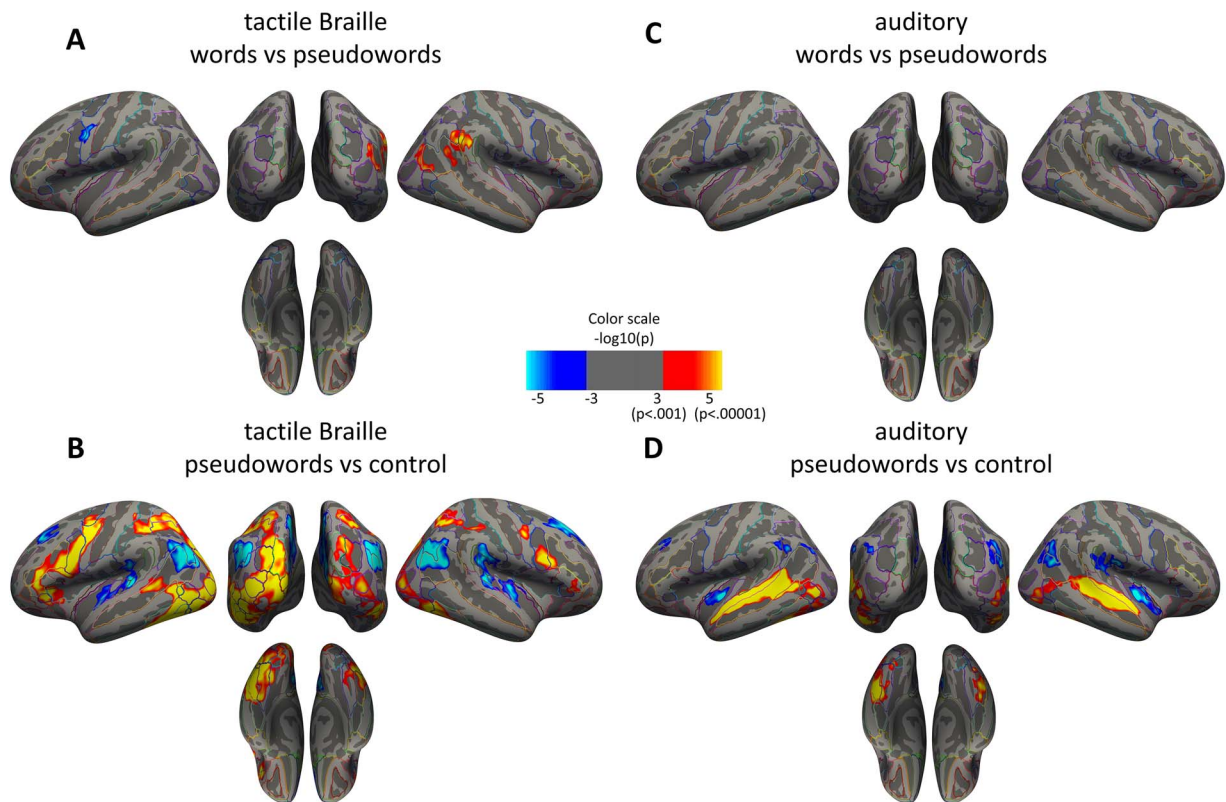 A
tactile Braille
words vs pseudowords
C
auditory
words vs pseudowords
Color scale
-log10(p)
-5 -3 3 5
(p<.001) (p<.00001)
B
tactile Braille
pseudowords vs control
D
auditory
pseudowords vs control